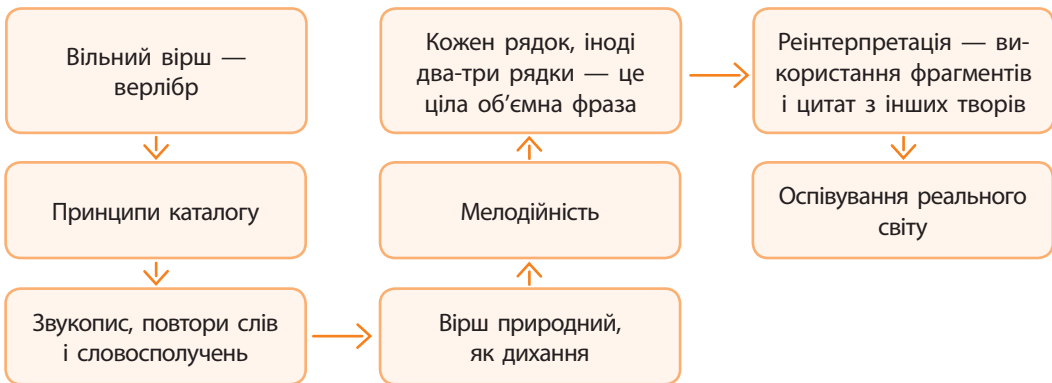 Вільний вірш —
верлібр
Принципи каталогу
Звукопис, повтори слів
і словосполучень
Вірш природний,
як дихання
Мелодійність
Кожен рядок, іноді
два-три рядки — це
ціла об’ємна фраза
Реінтерпретація — ви-
користання фрагментів
і цитат з інших творів
Оспівування реального
світу